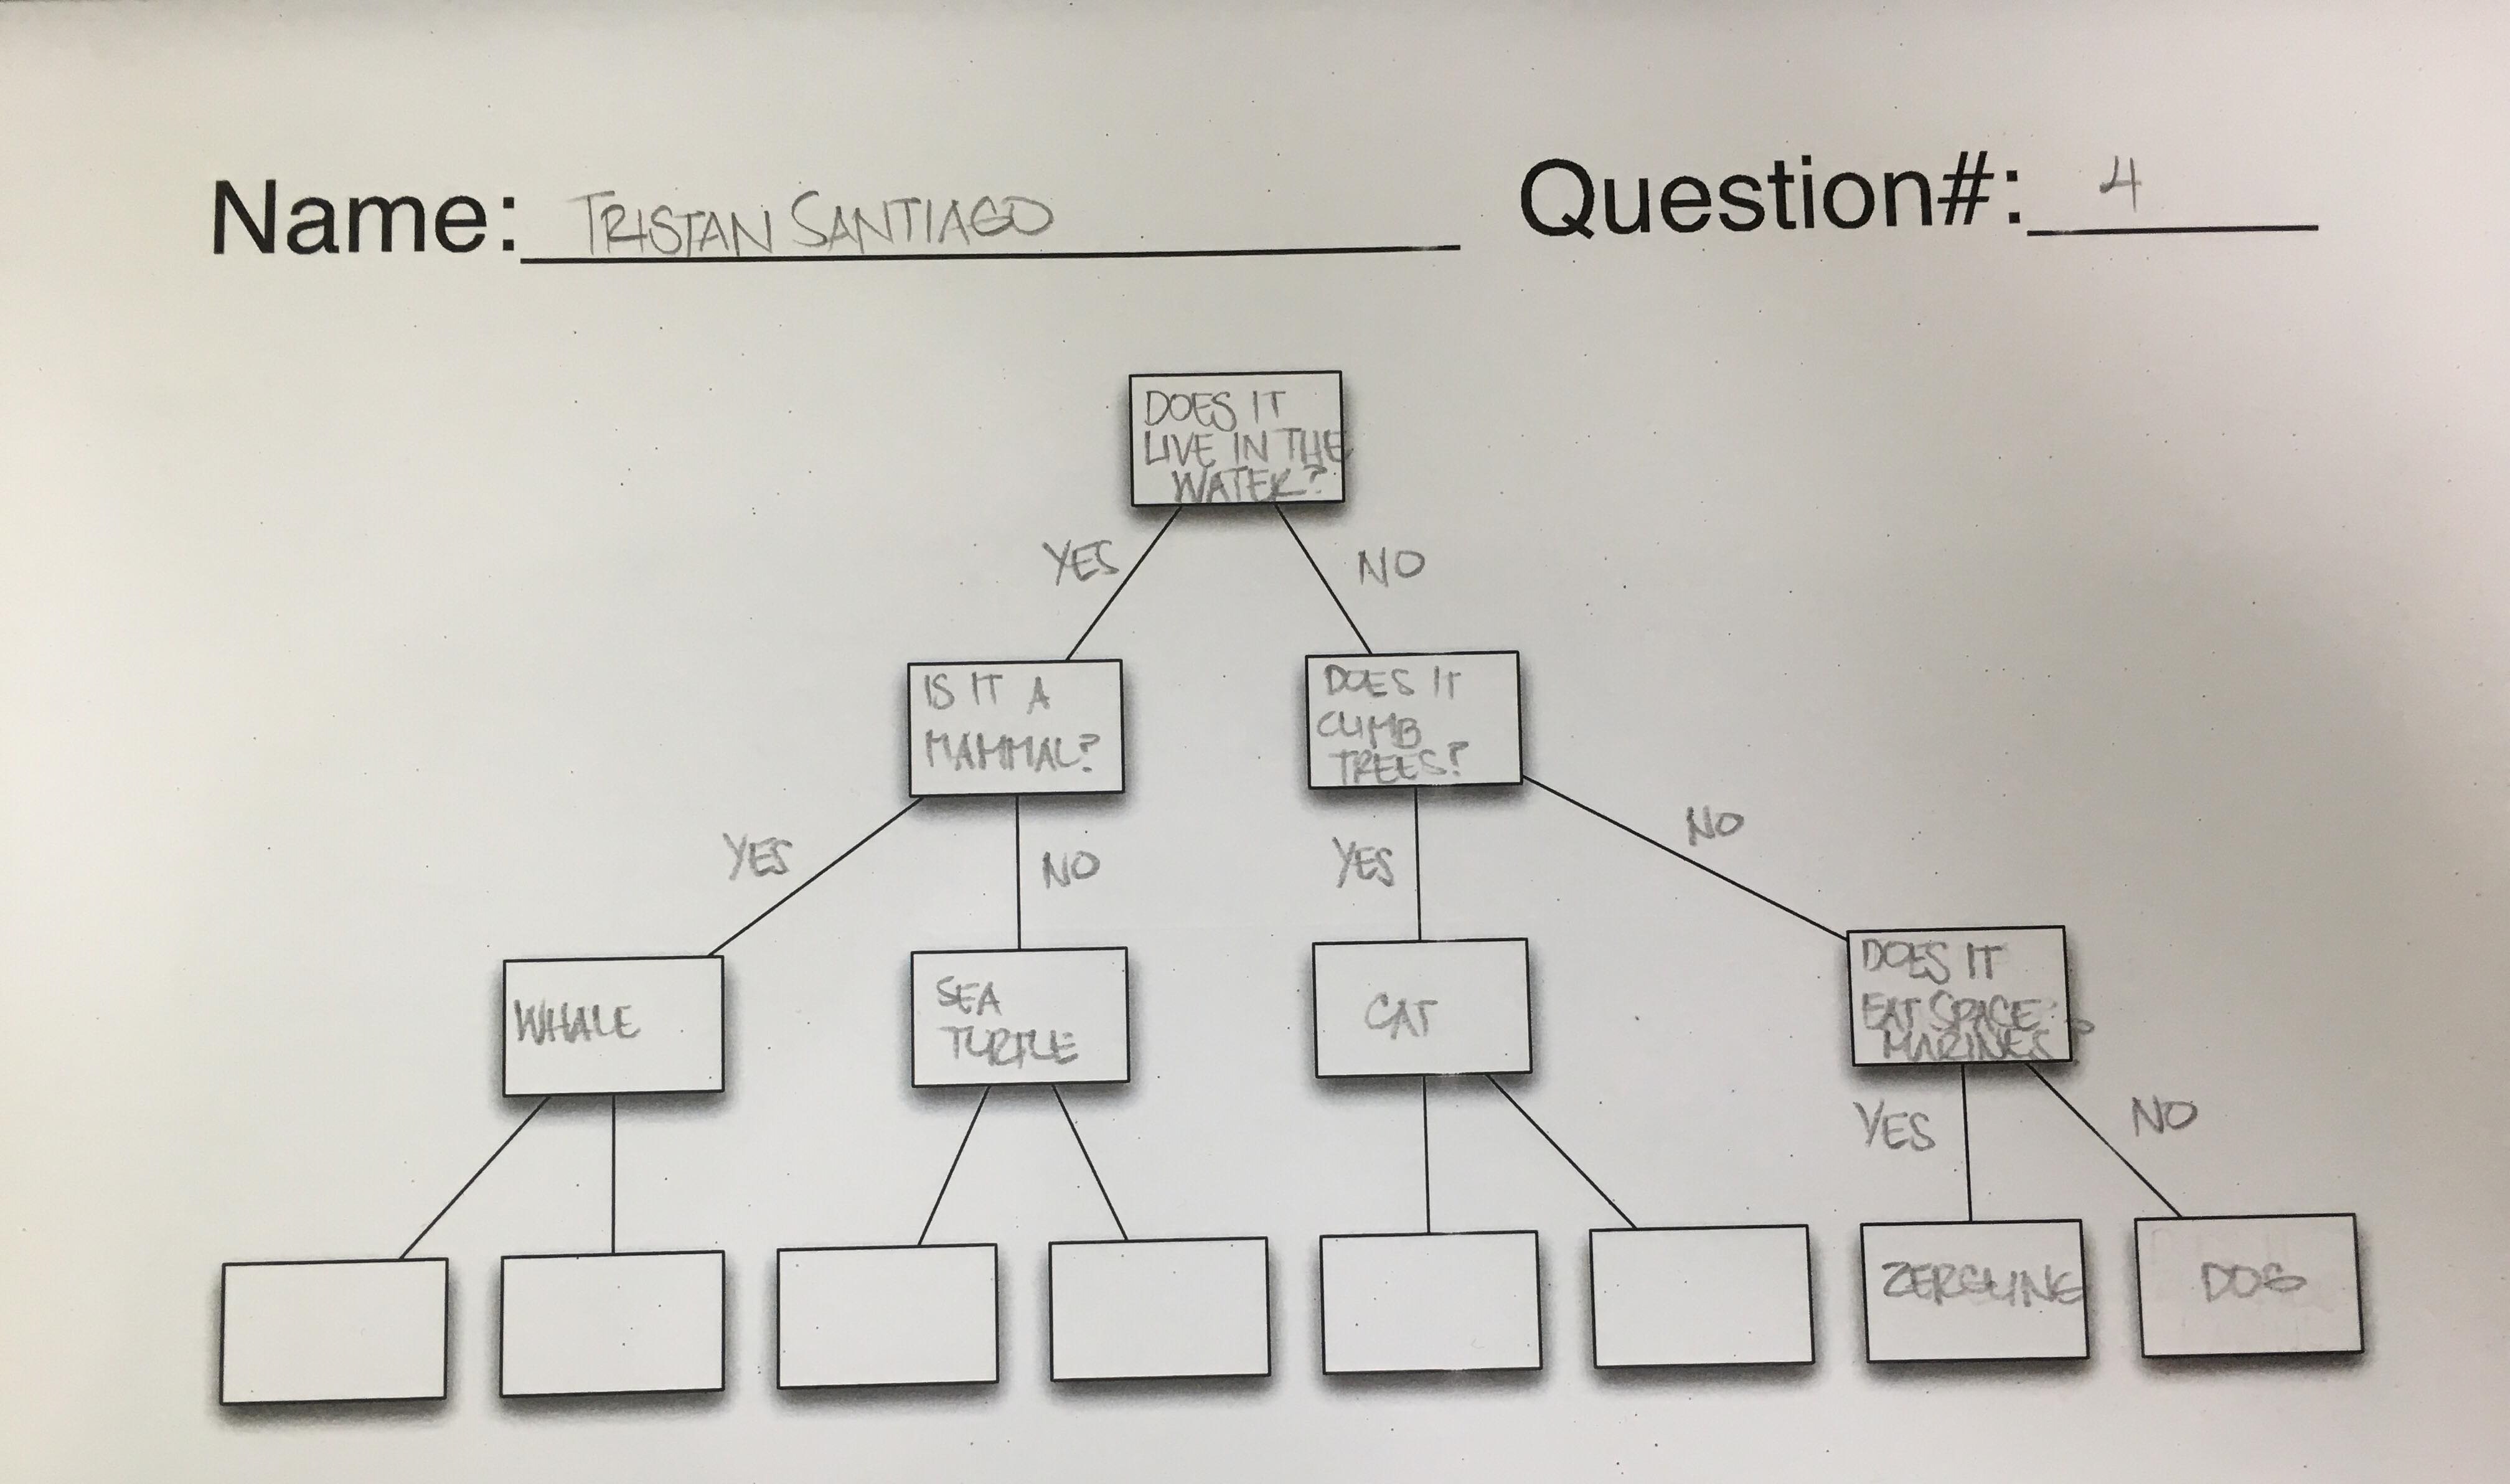 Name: TRISTAN SANTIAGO Question#: 4
DOES IT
LIVE IN THE
WATER?
YES
NO
IS IT A
MAMMAL?
DOES IT
CLIMB
TREES?
YES
NO
YES
NO
WHALE
SEA
TURTLE
CAT
DOES IT
EAT SPACE
MARINES?
YES
NO
ZERGLING
DOG